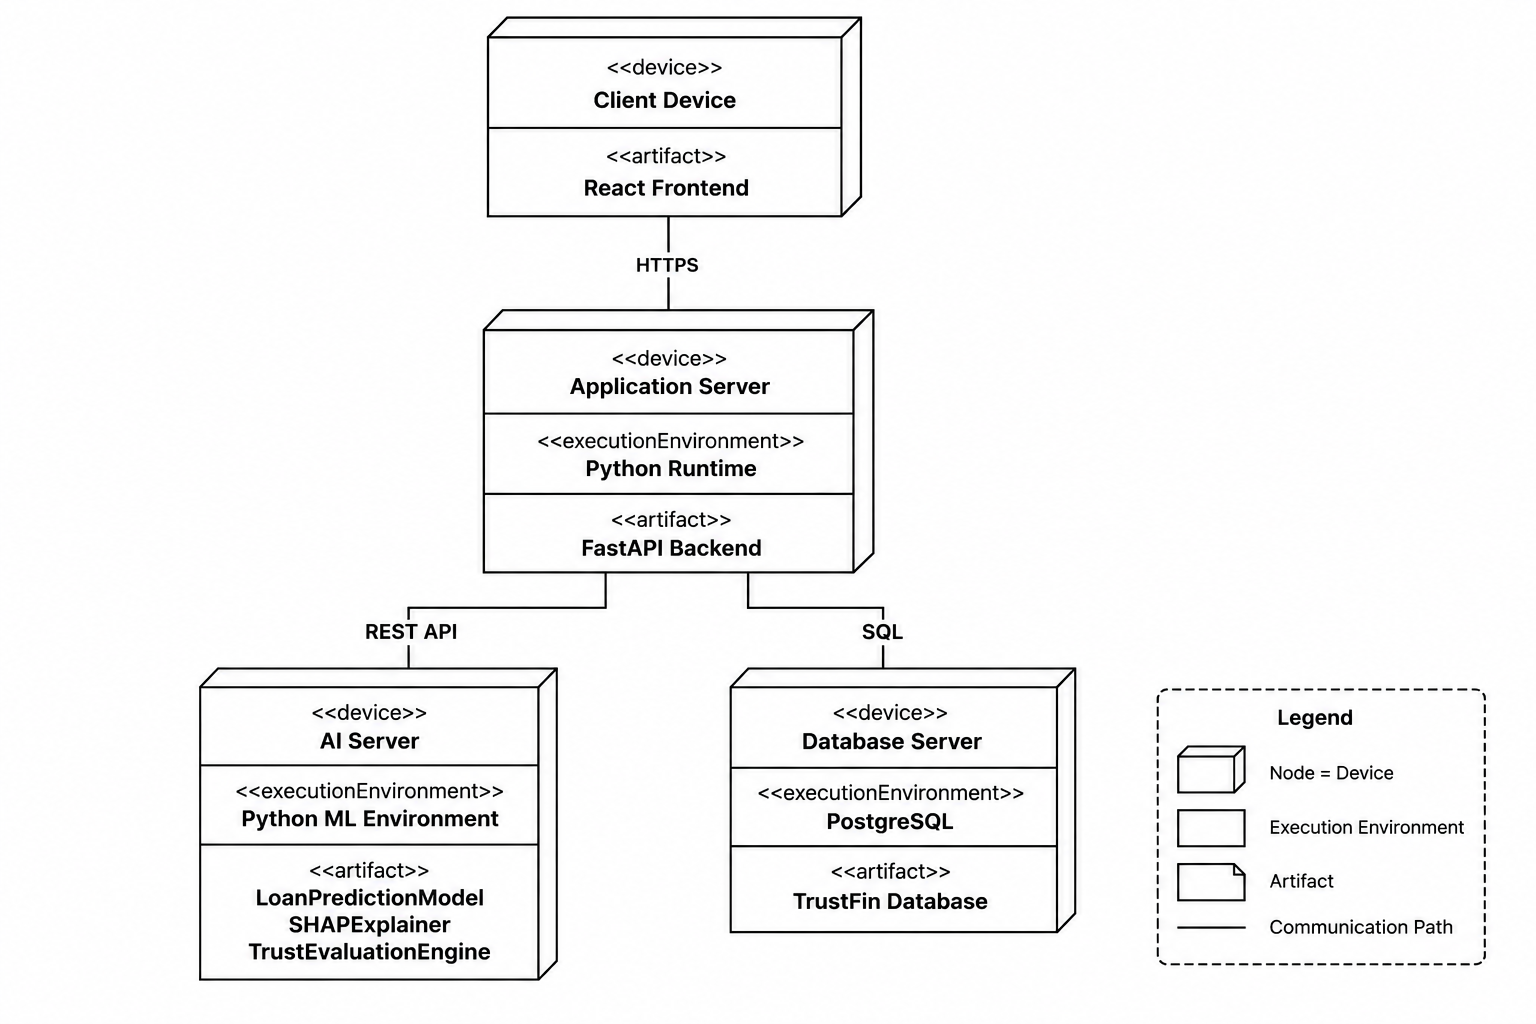 <<device>>
Client Device
<<artifact>>
React Frontend
HTTPS
<<device>>
Application Server
<<executionEnvironment>>
Python Runtime
<<artifact>>
FastAPI Backend
REST API
SQL
<<device>>
AI Server
<<executionEnvironment>>
Python ML Environment
<<artifact>>
LoanPredictionModel
SHAPExplainer
TrustEvaluationEngine
<<device>>
Database Server
<<executionEnvironment>>
PostgreSQL
<<artifact>>
TrustFin Database
Legend
Node = Device
Execution Environment
Artifact
Communication Path